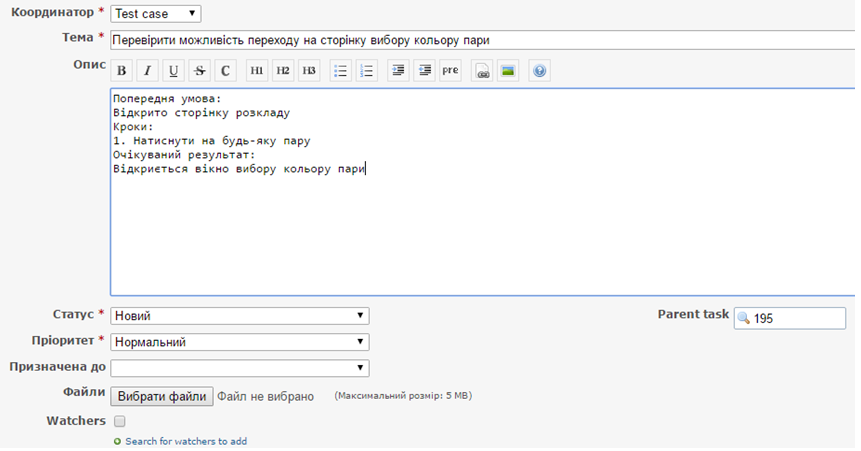 Координатор * Test case
Тема * Перевірити можливість переходу на сторінку вибору кольору пари
Опис B I U S C H1 H2 H3 pre
Попередня умова:
Відкрито сторінку розкладу
Кроки:
1. Натиснути на будь-яку пару
Очікуваний результат:
Відкриється вікно вибору кольору пари
Статус * Новий Parent task 195
Пріоритет * Нормальний
Призначена до
Файли Вибрати файли Файл не вибрано (Максимальний розмір: 5 MB)
Watchers
Search for watchers to add